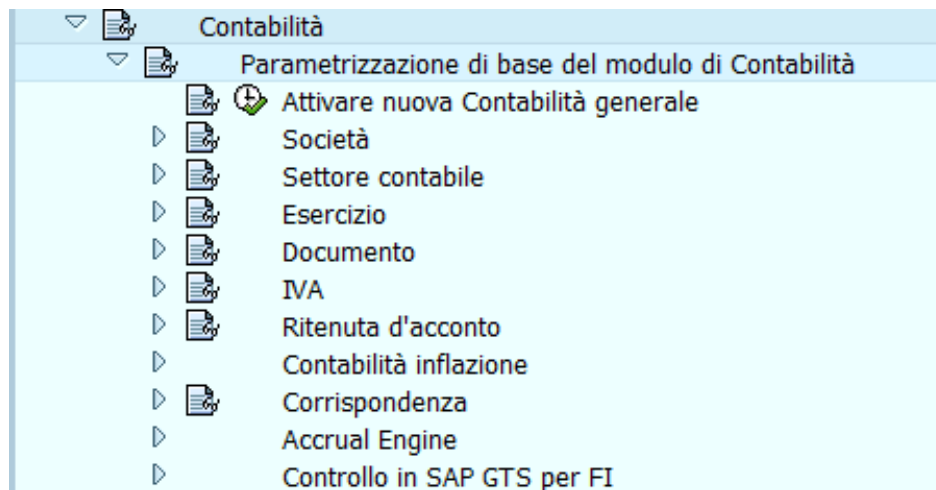 Contabilità
Parametrizzazione di base del modulo di Contabilità
Attivare nuova Contabilità generale
Società
Settore contabile
Esercizio
Documento
IVA
Ritenuta d'acconto
Contabilità inflazione
Corrispondenza
Accrual Engine
Controllo in SAP GTS per FI